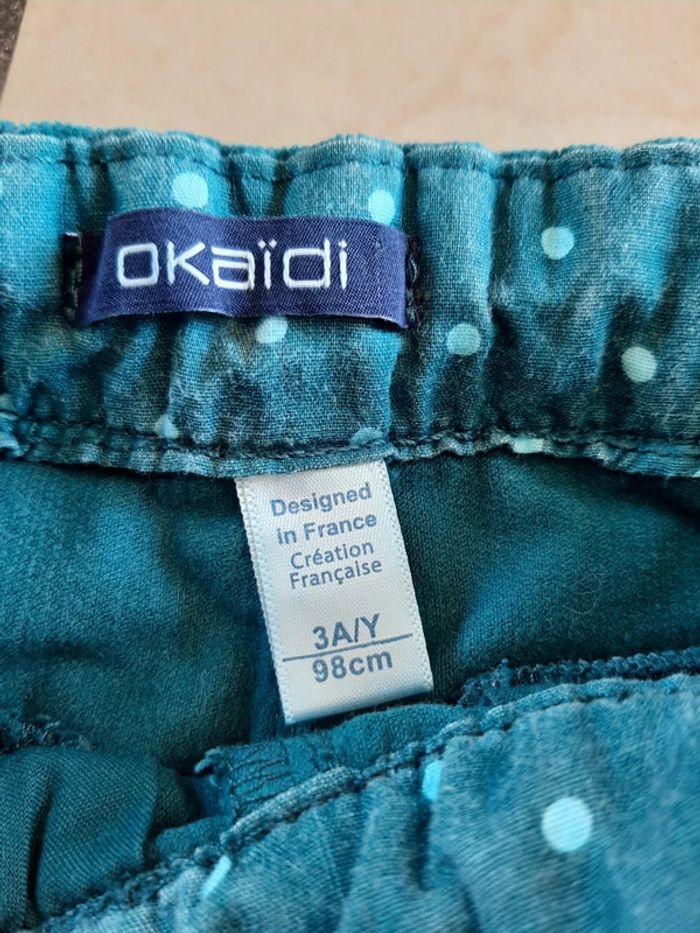 okaïdi
Designed
in France
Création
Française
3A/Y
98cm